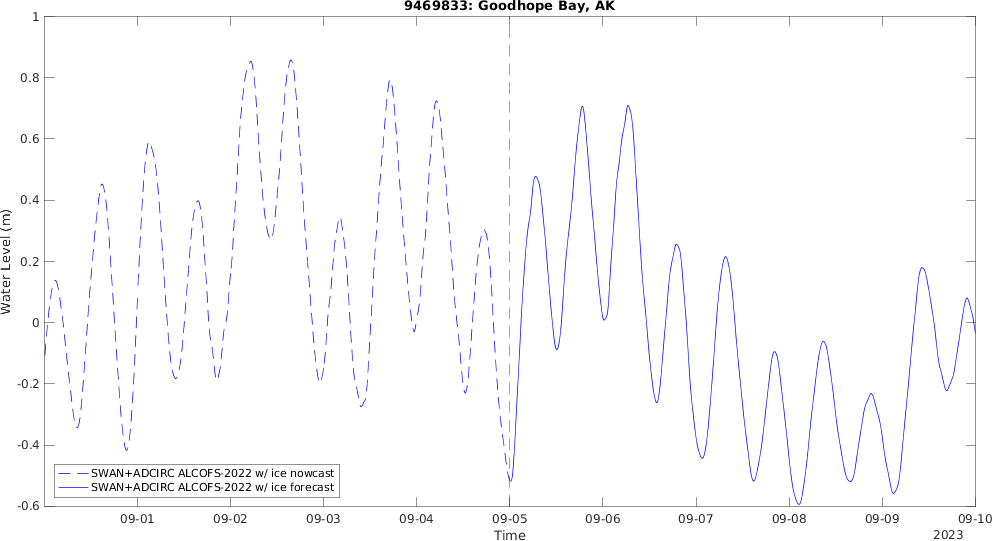 9469833: Goodhope Bay, AK
1
0.8
0.6
0.4
0.2
0
-0.2
-0.4
-0.6
Water Level (m)
SWAN+ADCIRC ALCOFS-2022 w/ ice nowcast
SWAN+ADCIRC ALCOFS-2022 w/ ice forecast
09-01 09-02 09-03 09-04 09-05 09-06 09-07 09-08 09-09 09-10
Time
2023